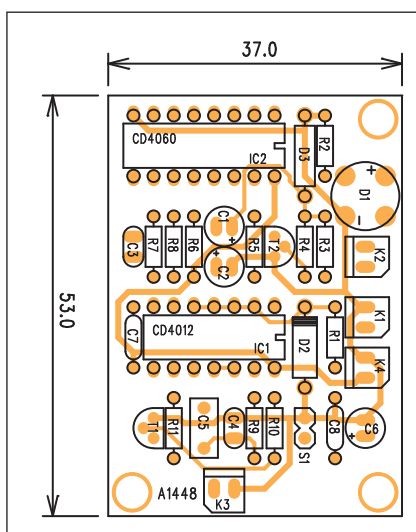 37.0
53.0
CD4060
IC2
D3
R2
+
D1
-
C3
R7
R8
R6
C1
+
+
C2
R5
T2
R4
R3
K2
K1
C7
CD4012
IC1
D2
R1
K4
T1
R11
C5
C4
R9
R10
S1
C8
C6
+
A1448
K3